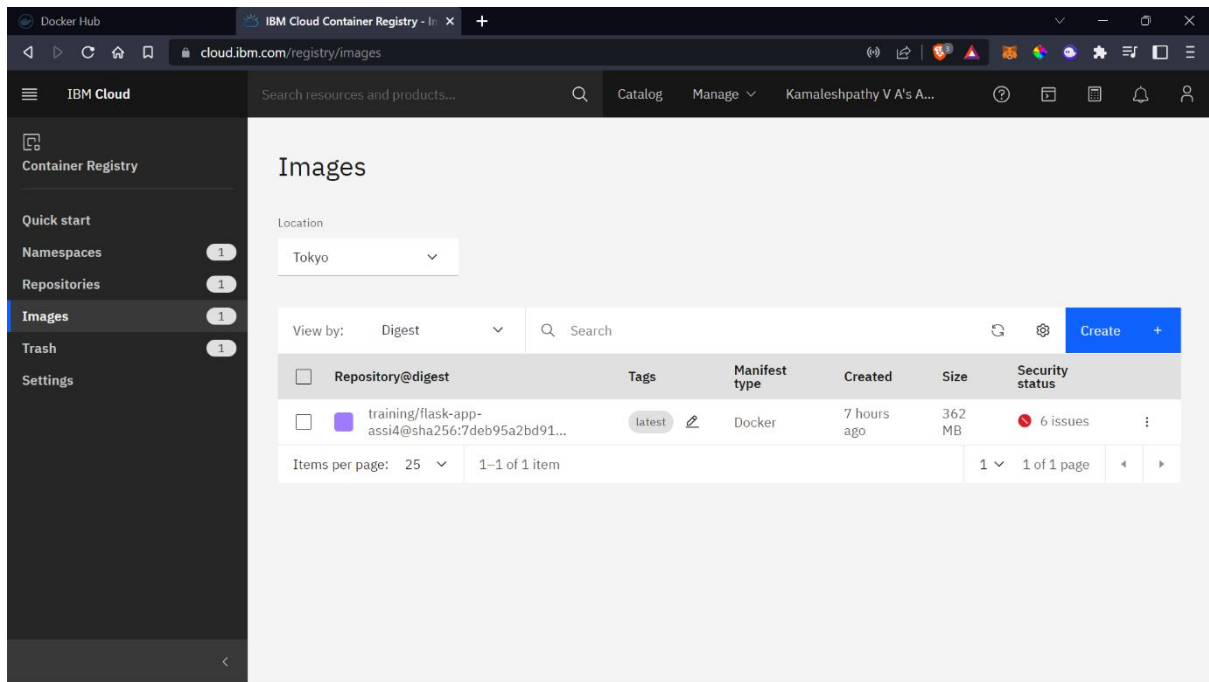 Docker Hub
IBM Cloud Container Registry - In
cloud.ibm.com/registry/images
IBM Cloud
Search resources and products...
Catalog
Manage
Kamaleshpathy V A's A...
Container Registry
Quick start
Namespaces 1
Repositories 1
Images 1
Trash 1
Settings
Images
Location
Tokyo
View by: Digest
Search
Create +
Repository@digest Tags Manifest type Created Size Security status
training/flask-app-
assi4@sha256:7deb95a2bd91...
latest
Docker
7 hours
ago
362
MB
6 issues
Items per page: 25
1–1 of 1 item
1
1 of 1 page